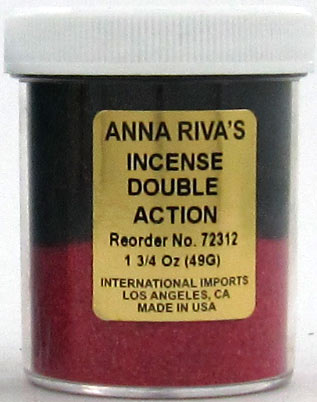 ANNA RIVA'S
INCENSE
DOUBLE
ACTION
Reorder No. 72312
1 3/4 Oz (49G)
INTERNATIONAL IMPORTS
LOS ANGELES, CA
MADE IN USA